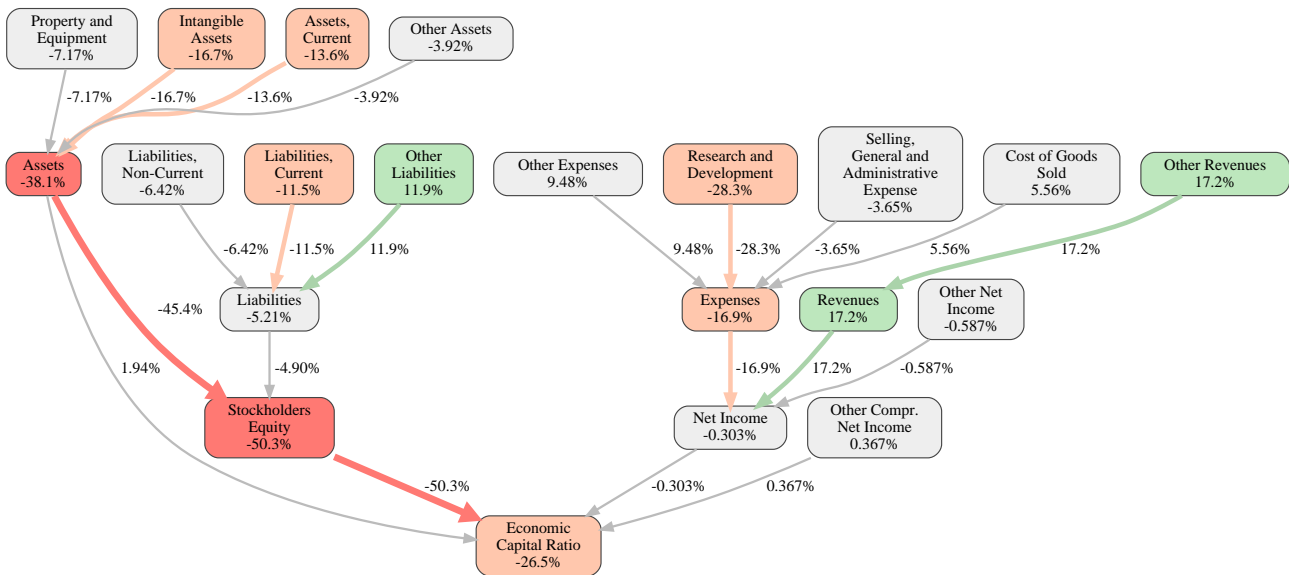 Property and
Equipment
-7.17%
Intangible
Assets
-16.7%
Assets,
Current
-13.6%
Other Assets
-3.92%
-7.17%
-16.7%
-13.6%
-3.92%
Assets
-38.1%
Liabilities,
Non-Current
-6.42%
Liabilities,
Current
-11.5%
Other
Liabilities
11.9%
Other Expenses
9.48%
Research and
Development
-28.3%
Selling,
General and
Administrative
Expense
-3.65%
Cost of Goods
Sold
5.56%
Other Revenues
17.2%
-6.42%
-11.5%
11.9%
9.48%
-28.3%
-3.65%
5.56%
17.2%
Liabilities
-5.21%
Expenses
-16.9%
Revenues
17.2%
Other Net
Income
-0.587%
-45.4%
1.94%
-4.90%
-16.9%
17.2%
-0.587%
Stockholders
Equity
-50.3%
Net Income
-0.303%
Other Compr.
Net Income
0.367%
-50.3%
-0.303%
0.367%
Economic
Capital Ratio
-26.5%